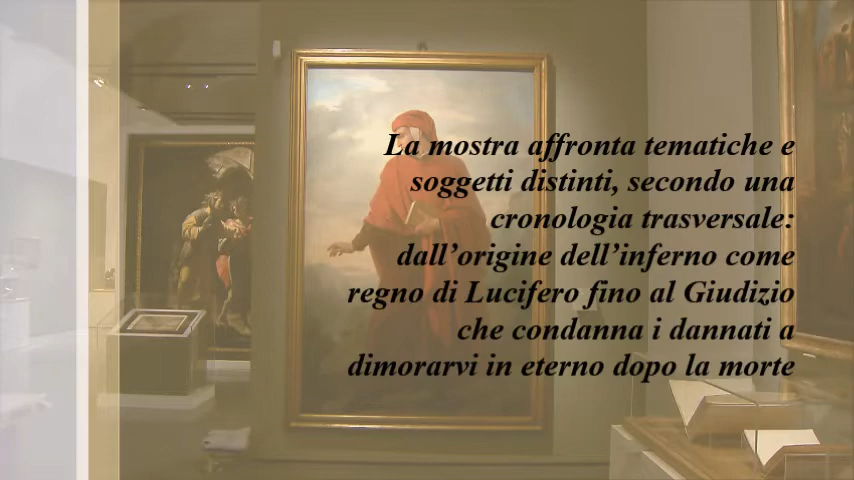 La mostra affronta tematiche e
soggetti distinti, secondo una
cronologia trasversale:
dall’origine dell’inferno come
regno di Lucifero fino al Giudizio
che condanna i dannati a
dimorarvi in eterno dopo la morte